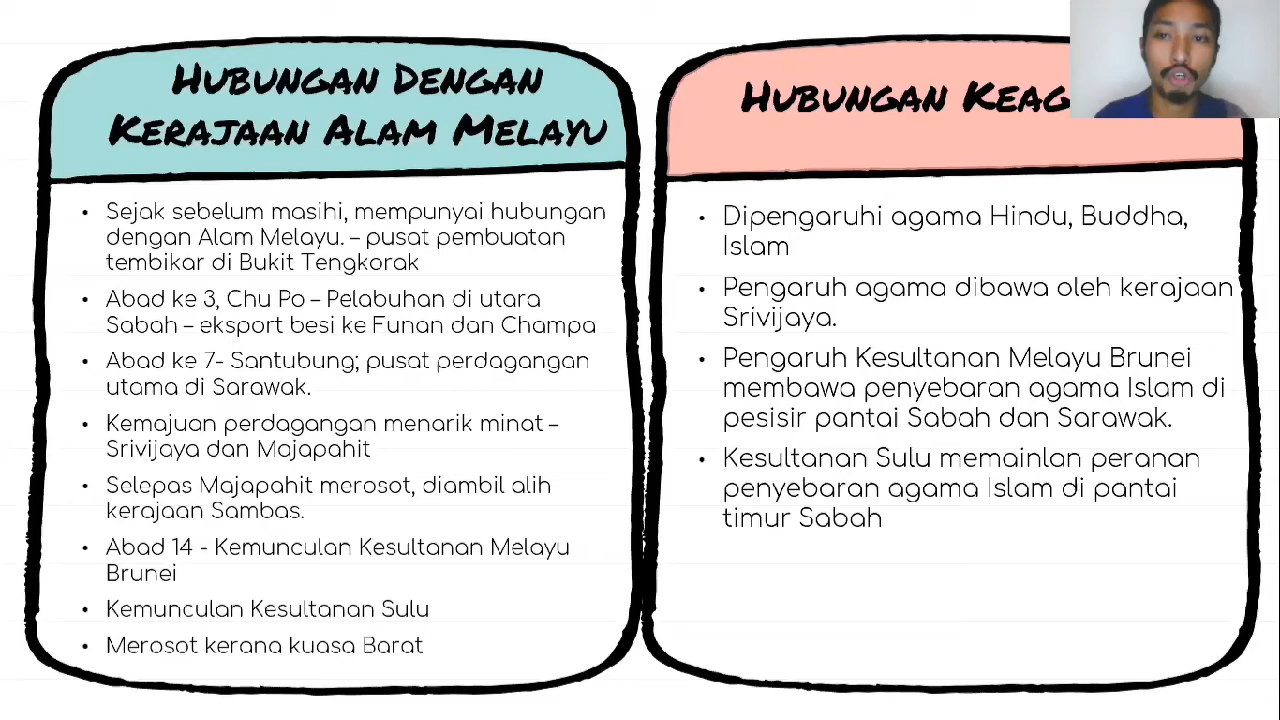 Hubungan Dengan
Kerajaan Alam Melayu
• Sejak sebelum masihi, mempunyai hubungan
dengan Alam Melayu. – pusat pembuatan
tembikar di Bukit Tengkorak
• Abad ke 3, Chu Po – Pelabuhan di utara
Sabah – eksport besi ke Funan dan Champa
• Abad ke 7- Santubung; pusat perdagangan
utama di Sarawak.
• Kemajuan perdagangan menarik minat –
Srivijaya dan Majapahit
• Selepas Majapahit merosot, diambil alih
kerajaan Sambas.
• Abad 14 - Kemunculan Kesultanan Melayu
Brunei
• Kemunculan Kesultanan Sulu
• Merosot kerana kuasa Barat
Hubungan
• Dipengaruhi agama Hindu, Buddha,
Islam
• Pengaruh agama dibawa oleh kerajaan
Srivijaya.
• Pengaruh Kesultanan Melayu Brunei
membawa penyebaran agama Islam di
pesisir pantai Sabah dan Sarawak.
• Kesultanan Sulu memainlan peranan
penyebaran agama Islam di pantai
timur Sabah